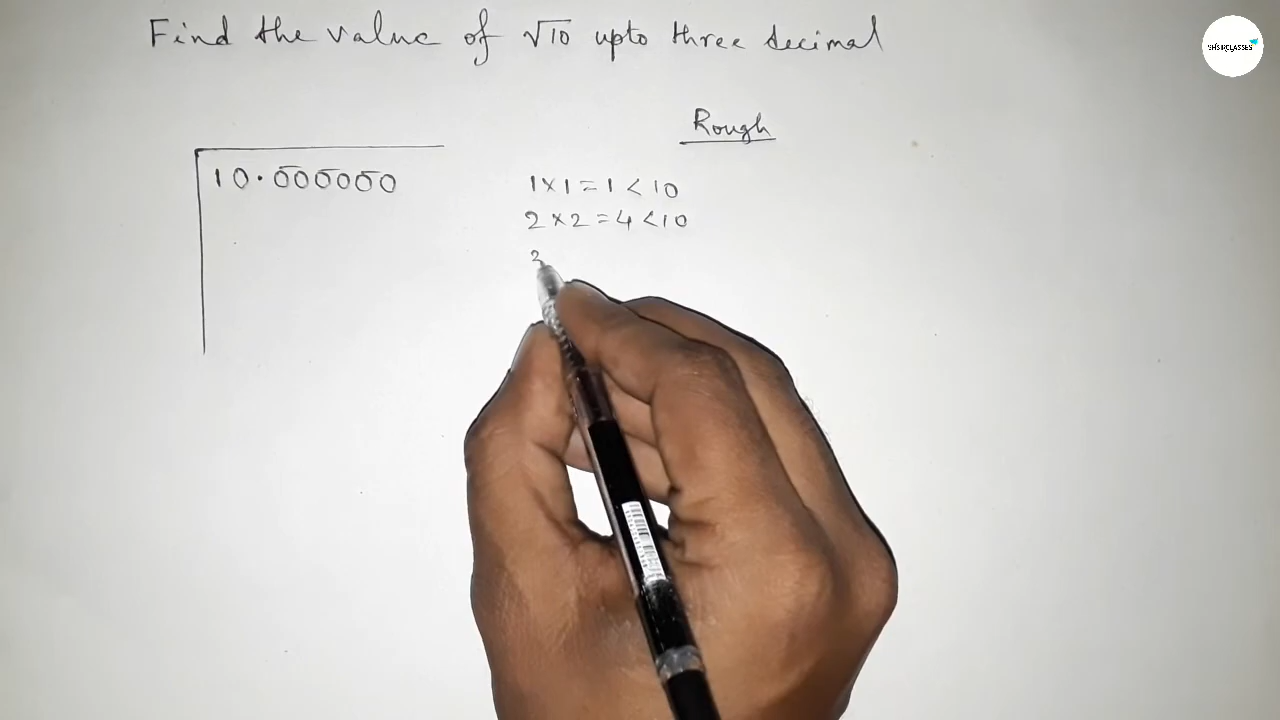 Find the value of √10 upto three decimal
Rough
10.000000
1×1=1<10
2×2=4<10